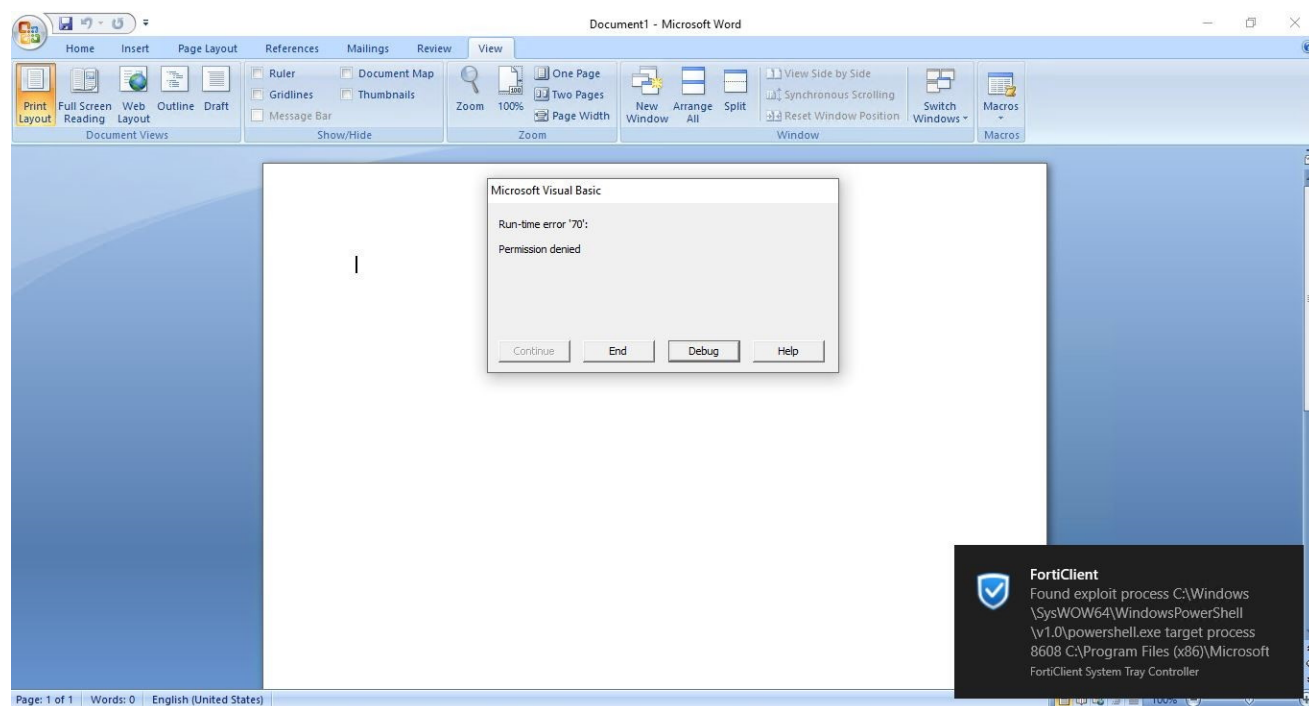 Document1 - Microsoft Word
Home Insert Page Layout References Mailings Review View
Print Layout
Full Screen Reading
Web Layout
Outline
Draft
Document Views
Ruler
Gridlines
Message Bar
Document Map
Thumbnails
Show/Hide
Zoom
100%
One Page
Two Pages
Page Width
Zoom
New Window
Arrange All
Split
View Side by Side
Synchronous Scrolling
Reset Window Position
Switch Windows
Window
Macros
Macros
Microsoft Visual Basic
Run-time error '70':
Permission denied
Continue End Debug Help
FortiClient
Found exploit process C:\Windows
\SysWOW64\WindowsPowerShell
\v1.0\powershell.exe target process
8608 C:\Program Files (x86)\Microsoft
FortiClient System Tray Controller
Page: 1 of 1 Words: 0 English (United States) 100%